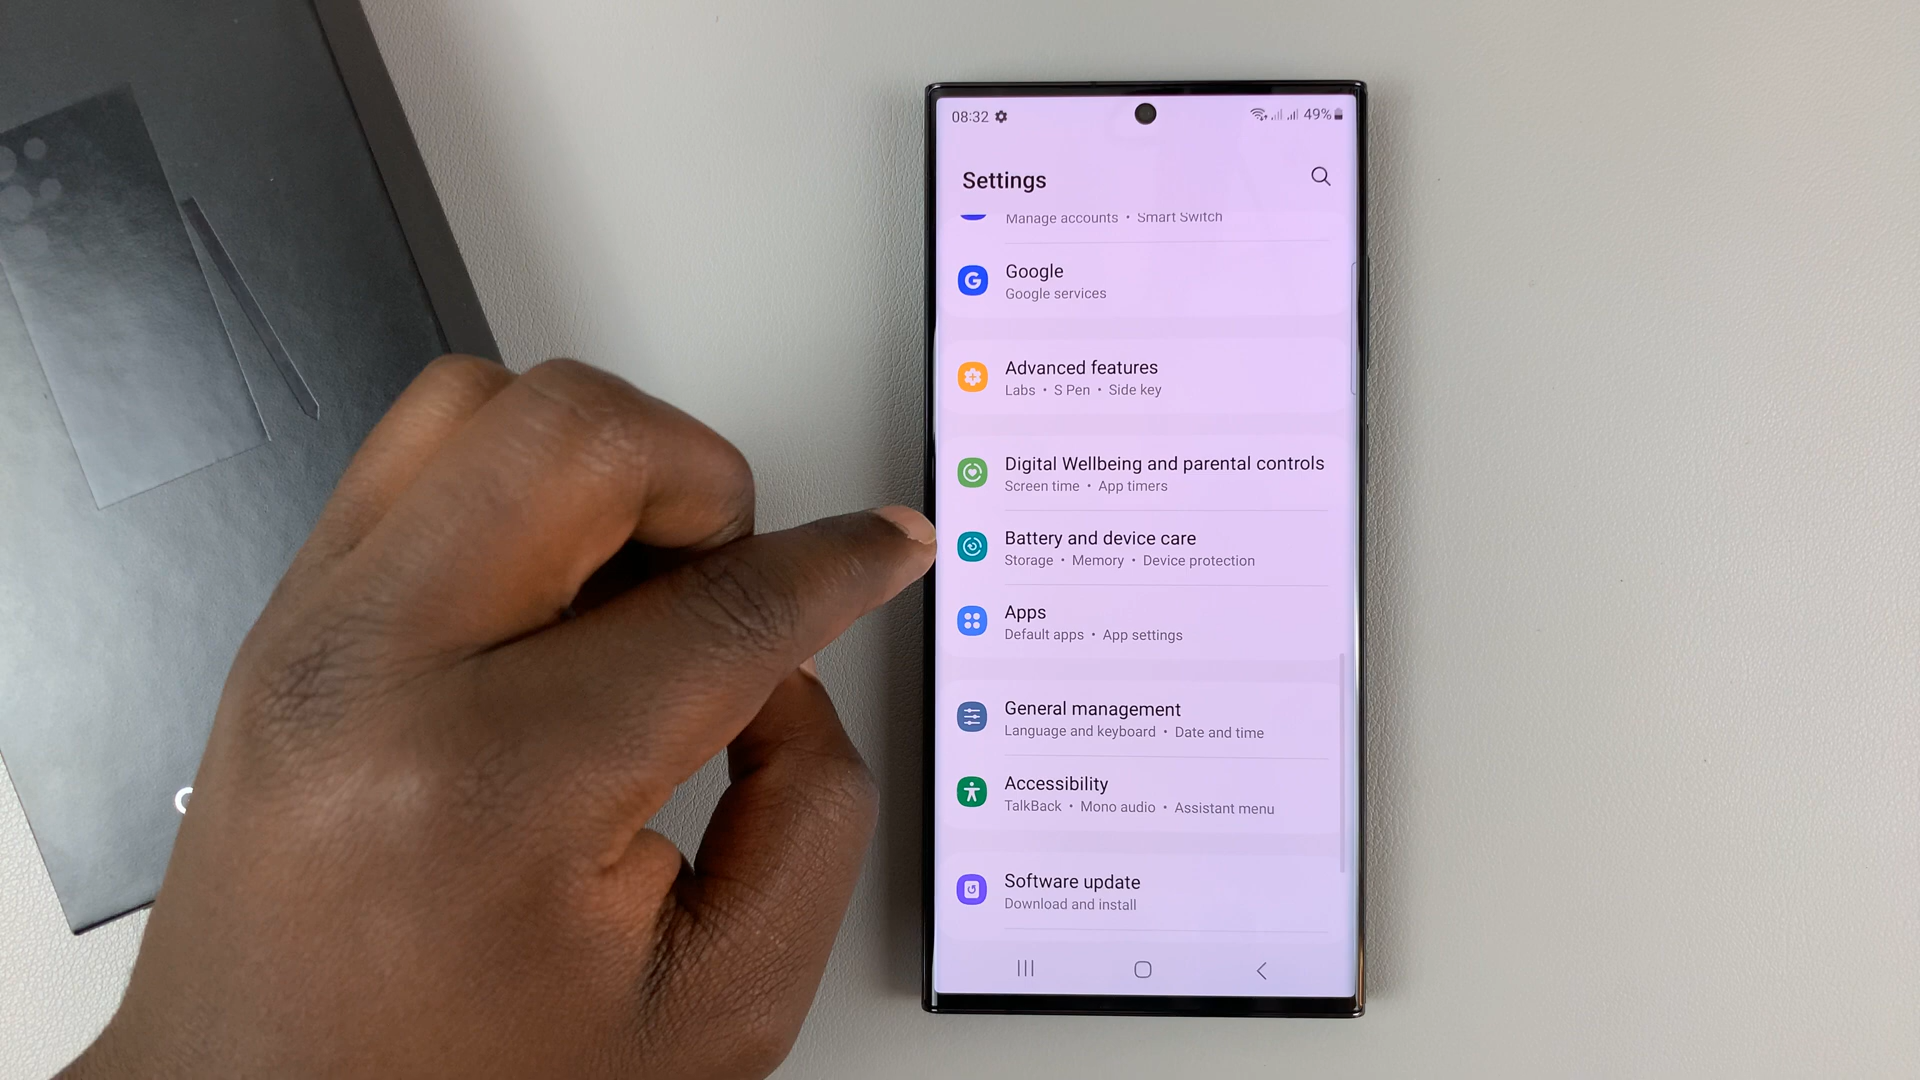 08:32 49%
Settings
Manage accounts • Smart Switch
Google
Google services
Advanced features
Labs • S Pen • Side key
Digital Wellbeing and parental controls
Screen time • App timers
Battery and device care
Storage • Memory • Device protection
Apps
Default apps • App settings
General management
Language and keyboard • Date and time
Accessibility
TalkBack • Mono audio • Assistant menu
Software update
Download and install